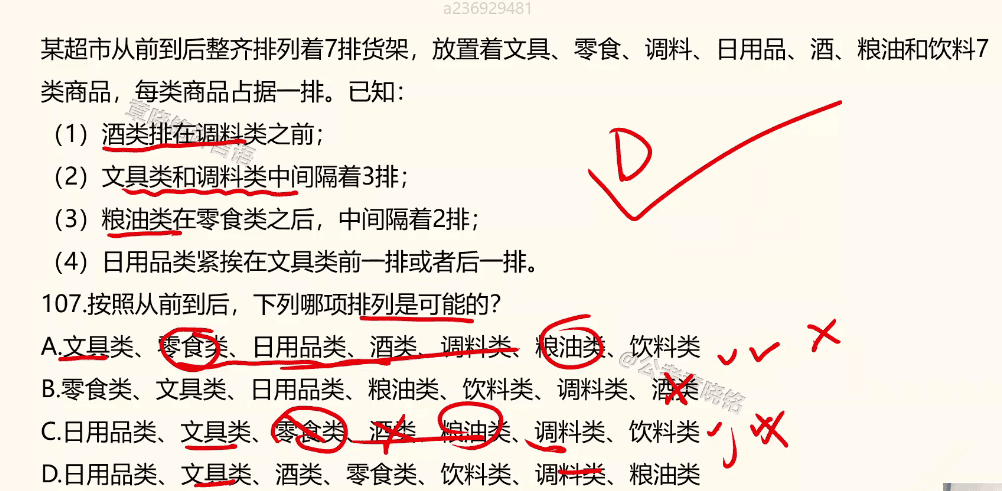 a236929481
某超市从前到后整齐排列着7排货架，放置着文具、零食、调料、日用品、酒、粮油和饮料7
类商品，每类商品占据一排。已知：
（1）酒类排在调料类之前；
（2）文具类和调料类中间隔着3排；
（3）粮油类在零食类之后，中间隔着2排；
（4）日用品类紧挨在文具类前一排或者后一排。
D
107.按照从前到后，下列哪项排列是可能的？
A.文具类、零食类、日用品类、酒类、调料类、粮油类、饮料类
B.零食类、文具类、日用品类、粮油类、饮料类、调料类、酒类
C.日用品类、文具类、零食类、酒类、粮油类、调料类、饮料类
D.日用品类、文具类、酒类、零食类、饮料类、调料类、粮油类